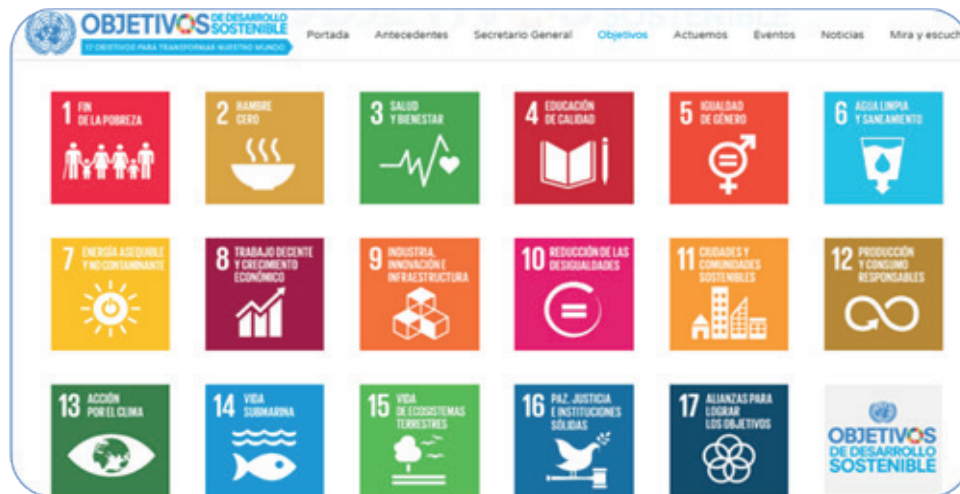 OBJETIVOS DE DESARROLLO SOSTENIBLE
17 OBJETIVOS PARA TRANSFORMAR NUESTRO MUNDO
Portada Antecedentes Secretario General Objetivos Actuemos Eventos Noticias Mira y escuch
1 FIN
DE LA POBREZA
2 HAMBRE
CERO
3 SALUD
Y BIENESTAR
4 EDUCACIÓN
DE CALIDAD
5 IGUALDAD
DE GÉNERO
6 AGUA LIMPIA
Y SANEAMIENTO
7 ENERGÍA ASEQUIBLE
Y NO CONTAMINANTE
8 TRABAJO DECENTE
Y CRECIMIENTO
ECONÓMICO
9 INDUSTRIA,
INNOVACIÓN E
INFRAESTRUCTURA
10 REDUCCIÓN DE LAS
DESIGUALDADES
11 CIUDADES Y
COMUNIDADES
SOSTENIBLES
12 PRODUCCIÓN
Y CONSUMO
RESPONSABLES
13 ACCIÓN
POR EL CLIMA
14 VIDA
SUBMARINA
15 VIDA
DE ECOSISTEMAS
TERRESTRES
16 PAZ, JUSTICIA
E INSTITUCIONES
SÓLIDAS
17 ALIANZAS PARA
LOGRAR
LOS OBJETIVOS
OBJETIVOS
DE DESARROLLO
SOSTENIBLE